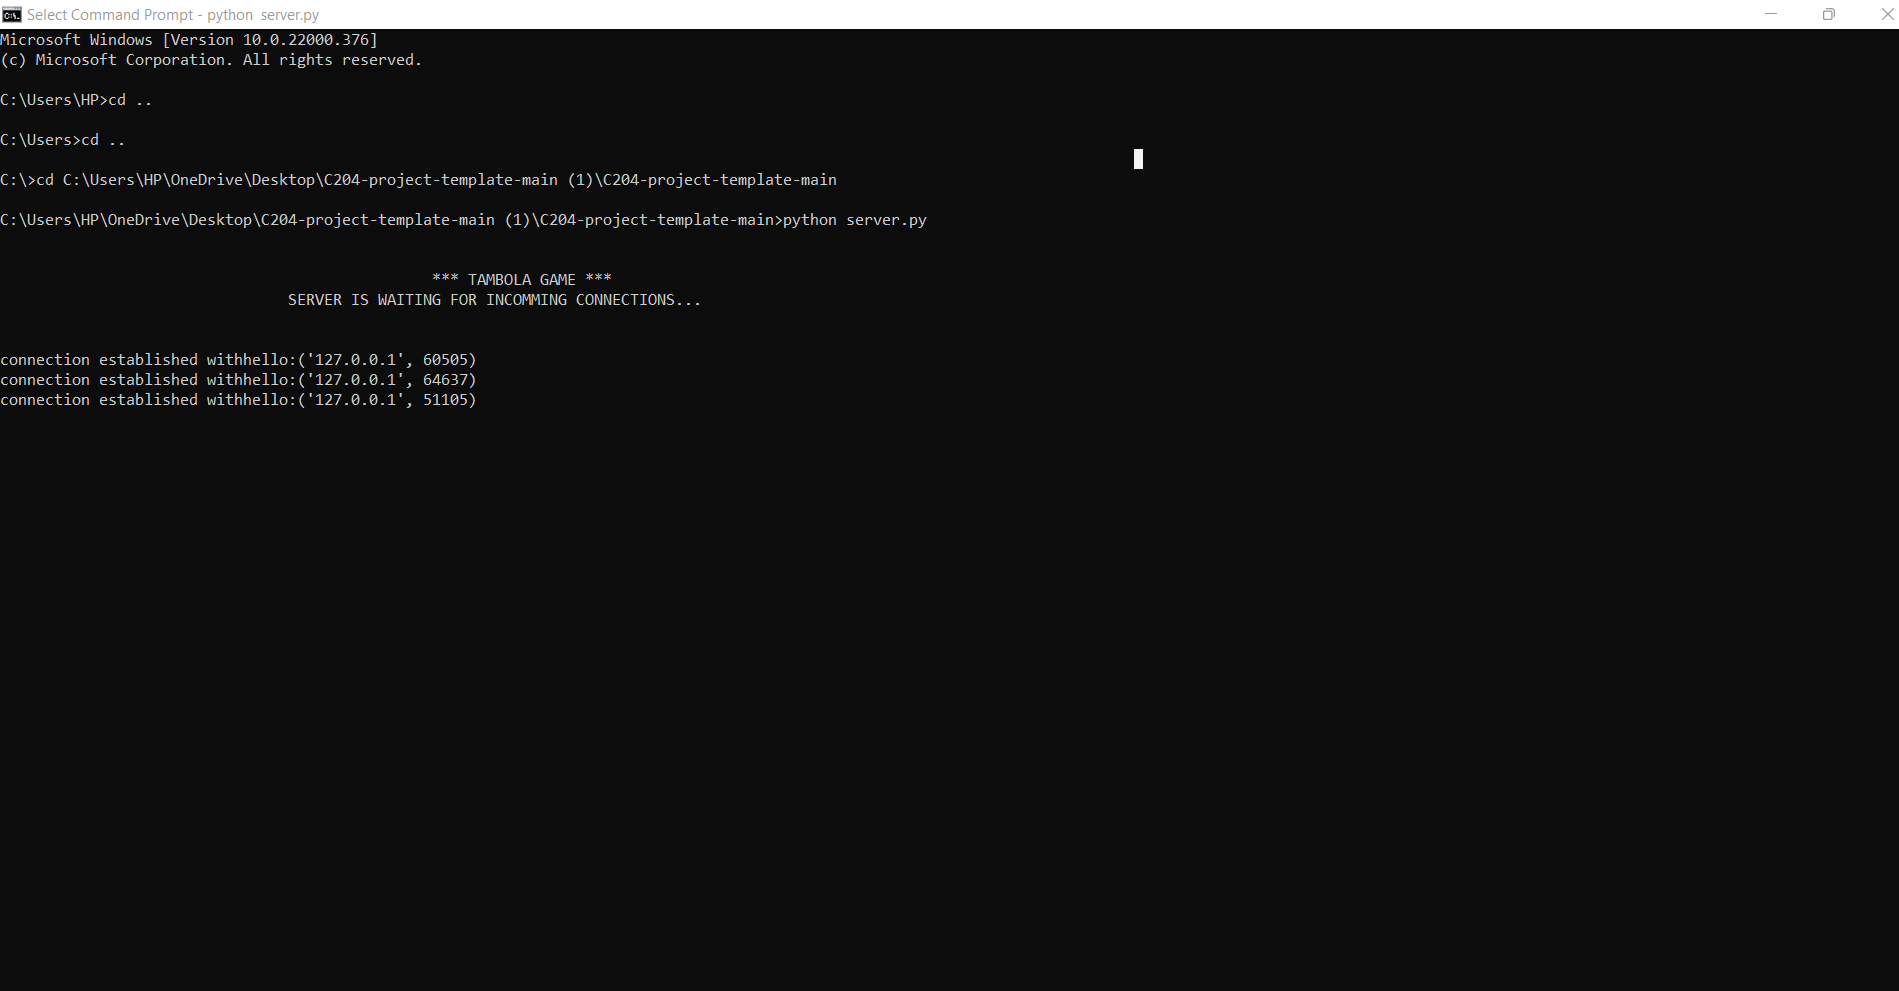 Select Command Prompt - python  server.py
Microsoft Windows [Version 10.0.22000.376]
(c) Microsoft Corporation. All rights reserved.
C:\Users\HP>cd ..
C:\Users>cd ..
C:\>cd C:\Users\HP\OneDrive\Desktop\C204-project-template-main (1)\C204-project-template-main
C:\Users\HP\OneDrive\Desktop\C204-project-template-main (1)\C204-project-template-main>python server.py
*** TAMBOLA GAME ***
SERVER IS WAITING FOR INCOMMING CONNECTIONS...
connection established withhello:('127.0.0.1', 60505)
connection established withhello:('127.0.0.1', 64637)
connection established withhello:('127.0.0.1', 51105)